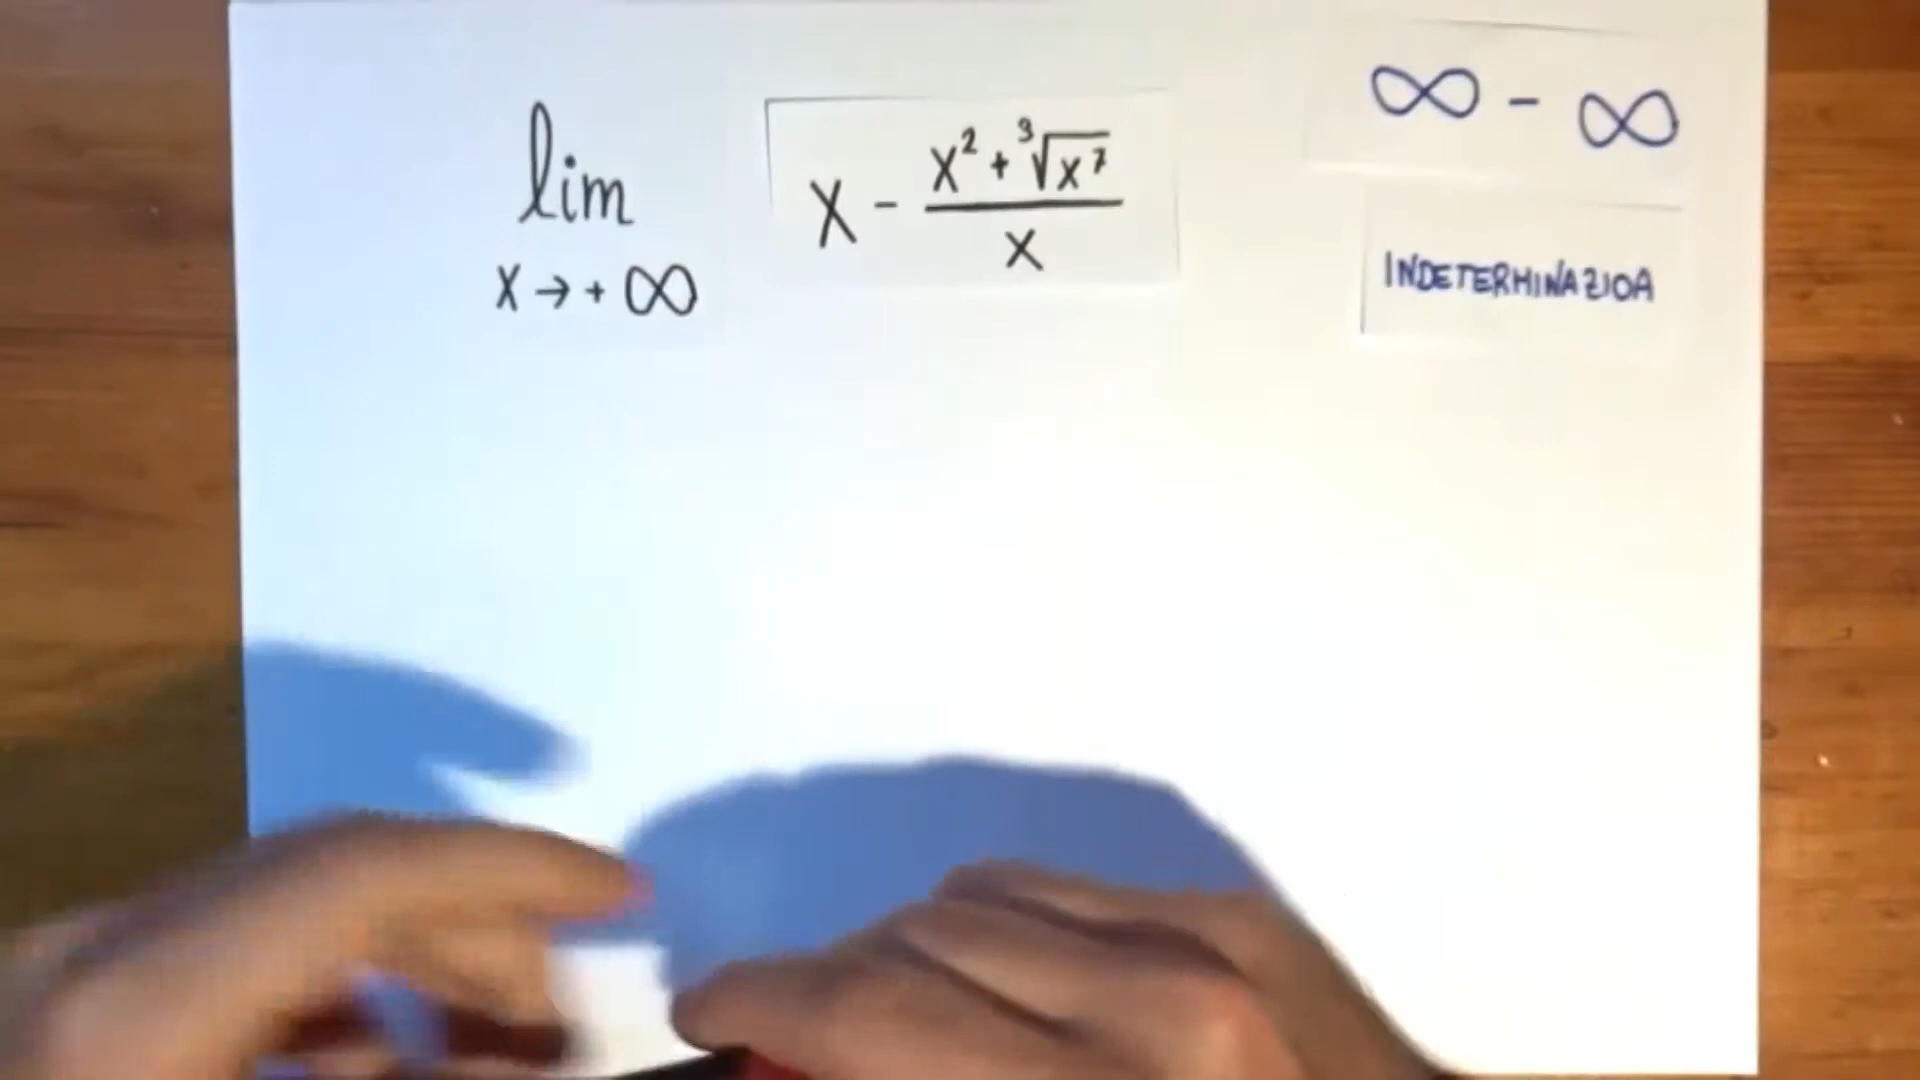 lim x→+∞ x - (x² + ³√x⁷)/x
∞ - ∞
INDETERMINAZIOA